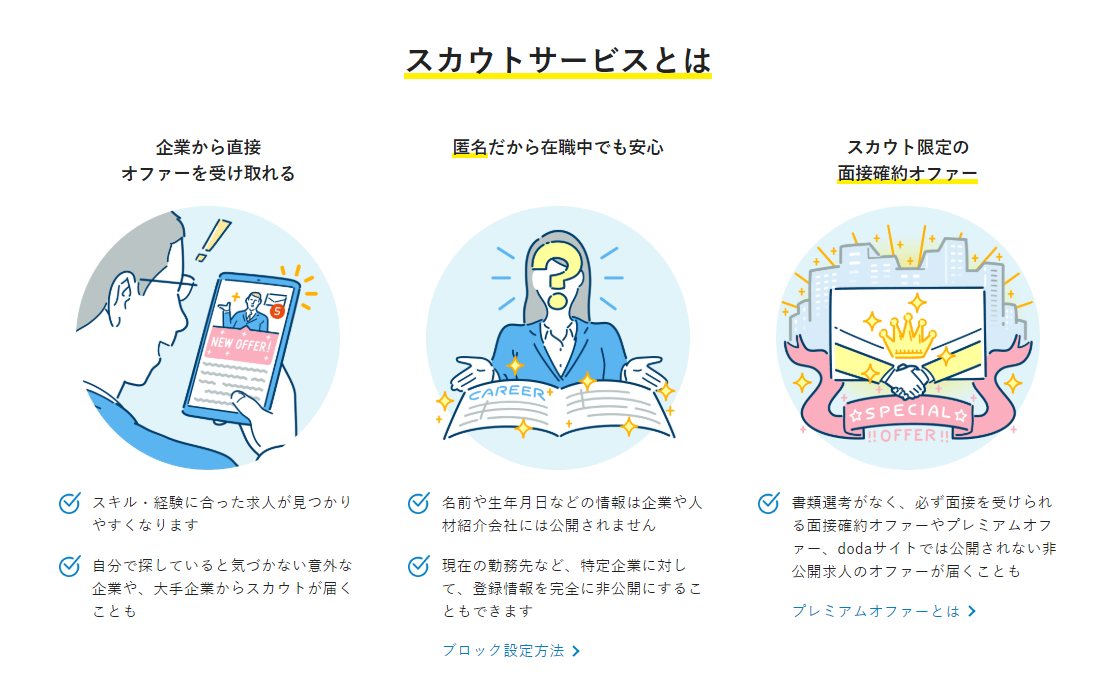 スカウトサービスとは
企業から直接
オファーを受け取れる
NEW OFFER!
5
スキル・経験に合った求人が見つかり
やすくなります
自分で探していると気づかない意外な
企業や、大手企業からスカウトが届く
ことも
匿名だから在職中でも安心
?
CAREER
名前や生年月日などの情報は企業や人
材紹介会社には公開されません
現在の勤務先など、特定企業に対し
て、登録情報を完全に非公開にするこ
ともできます
ブロック設定方法
スカウト限定の
面接確約オファー
☆SPECIAL☆
!!OFFER!!
書類選考がなく、必ず面接を受けられ
る面接確約オファーやプレミアムオフ
ァー、dodaサイトでは公開されない非
公開求人のオファーが届くことも
プレミアムオファーとは